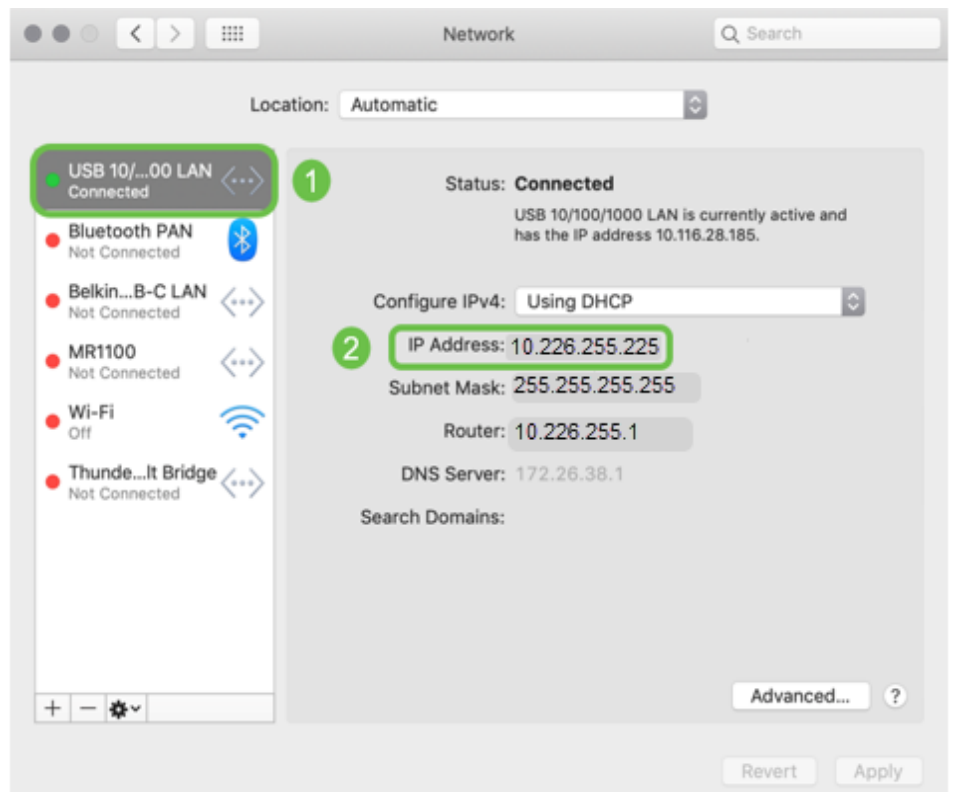 Network
Search
Location: Automatic
USB 10/...00 LAN
Connected
Bluetooth PAN
Not Connected
Belkin...B-C LAN
Not Connected
MR1100
Not Connected
Wi-Fi
Off
Thunde...lt Bridge
Not Connected
1
Status: Connected
USB 10/100/1000 LAN is currently active and
has the IP address 10.116.28.185.
Configure IPv4: Using DHCP
2
IP Address: 10.226.255.225
Subnet Mask: 255.255.255.255
Router: 10.226.255.1
DNS Server: 172.26.38.1
Search Domains:
Advanced... ?
Revert Apply